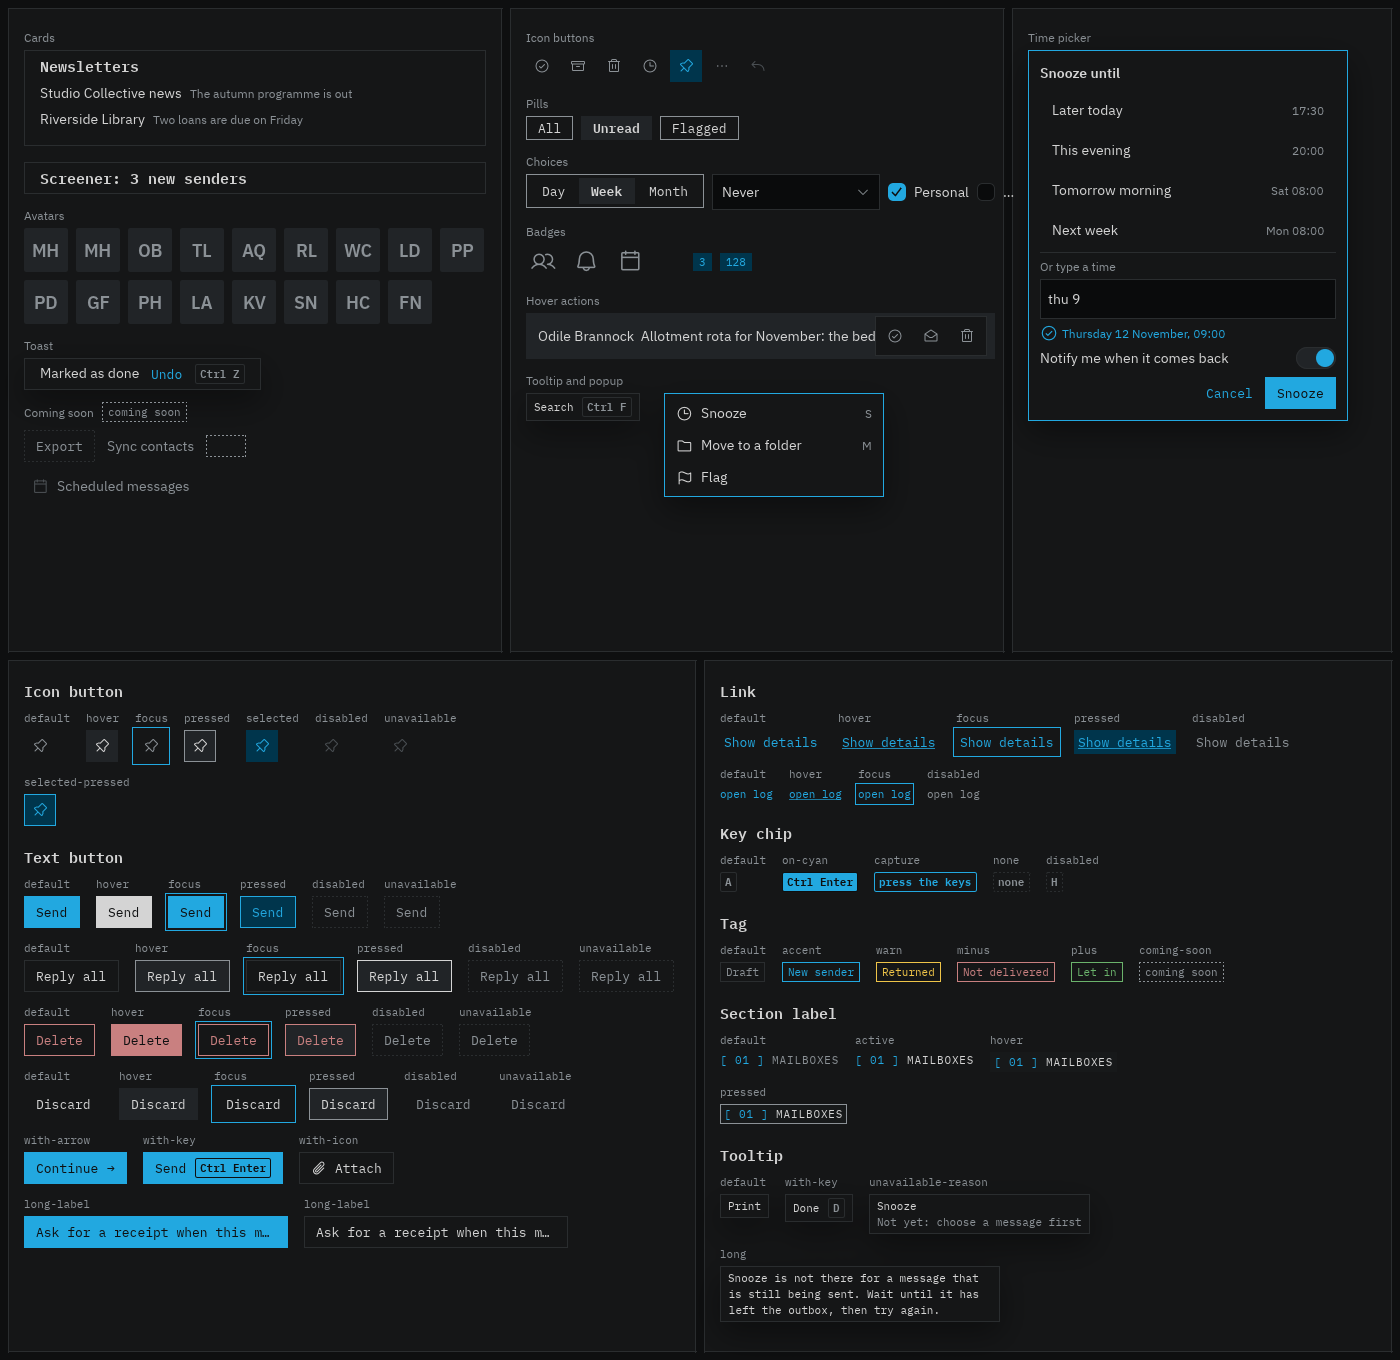 Cards
Newsletters
Studio Collective news The autumn programme is out
Riverside Library Two loans are due on Friday
Screener: 3 new senders
Avatars
MH MH OB TL AQ RL WC LD PP
PD GF PH LA KV SN HC FN
Toast
Marked as done Undo Ctrl Z
Coming soon coming soon
Export Sync contacts
Scheduled messages
Icon buttons
Pills
All Unread Flagged
Choices
Day Week Month Never Personal …
Badges
3 128
Hover actions
Odile Brannock Allotment rota for November: the bed
Tooltip and popup
Search Ctrl F
Snooze S
Move to a folder M
Flag
Time picker
Snooze until
Later today 17:30
This evening 20:00
Tomorrow morning Sat 08:00
Next week Mon 08:00
Or type a time
thu 9
Thursday 12 November, 09:00
Notify me when it comes back
Cancel Snooze
Icon button
default hover focus pressed selected disabled unavailable
selected-pressed
Text button
default hover focus pressed disabled unavailable
Send Send Send Send Send Send
default hover focus pressed disabled unavailable
Reply all Reply all Reply all Reply all Reply all Reply all
default hover focus pressed disabled unavailable
Delete Delete Delete Delete Delete Delete
default hover focus pressed disabled unavailable
Discard Discard Discard Discard Discard Discard
with-arrow with-key with-icon
Continue → Send Ctrl Enter Attach
long-label long-label
Ask for a receipt when this m… Ask for a receipt when this m…
Link
default hover focus pressed disabled
Show details Show details Show details Show details Show details
default hover focus disabled
open log open log open log open log
Key chip
default on-cyan capture none disabled
A Ctrl Enter press the keys none H
Tag
default accent warn minus plus coming-soon
Draft New sender Returned Not delivered Let in coming soon
Section label
default active hover
[ 01 ] MAILBOXES [ 01 ] MAILBOXES [ 01 ] MAILBOXES
pressed
[ 01 ] MAILBOXES
Tooltip
default with-key unavailable-reason
Print Done D Snooze
Not yet: choose a message first
long
Snooze is not there for a message that
is still being sent. Wait until it has
left the outbox, then try again.